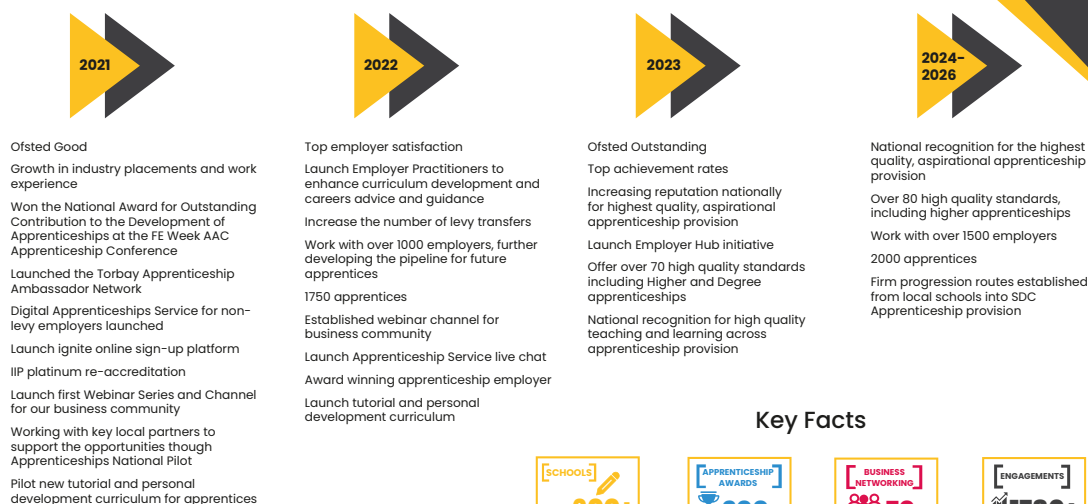 2021
Ofsted Good
Growth in industry placements and work
experience
Won the National Award for Outstanding
Contribution to the Development of
Apprenticeships at the FE Week AAC
Apprenticeship Conference
Launched the Torbay Apprenticeship
Ambassador Network
Digital Apprenticeships Service for non-
levy employers launched
Launch ignite online sign-up platform
IIP platinum re-accreditation
Launch first Webinar Series and Channel
for our business community
Working with key local partners to
support the opportunities though
Apprenticeships National Pilot
Pilot new tutorial and personal
development curriculum for apprentices
2022
Top employer satisfaction
Launch Employer Practitioners to
enhance curriculum development and
careers advice and guidance
Increase the number of levy transfers
Work with over 1000 employers, further
developing the pipeline for future
apprentices
1750 apprentices
Established webinar channel for
business community
Launch Apprenticeship Service live chat
Award winning apprenticeship employer
Launch tutorial and personal
development curriculum
2023
Ofsted Outstanding
Top achievement rates
Increasing reputation nationally
for highest quality, aspirational
apprenticeship provision
Launch Employer Hub initiative
Offer over 70 high quality standards
including Higher and Degree
apprenticeships
National recognition for high quality
teaching and learning across
apprenticeship provision
2024-
2026
National recognition for the highest
quality, aspirational apprenticeship
provision
Over 80 high quality standards,
including higher apprenticeships
Work with over 1500 employers
2000 apprentices
Firm progression routes established
from local schools into SDC
Apprenticeship provision
Key Facts
SCHOOLS
APPRENTICESHIP
AWARDS
BUSINESS
NETWORKING
ENGAGEMENTS